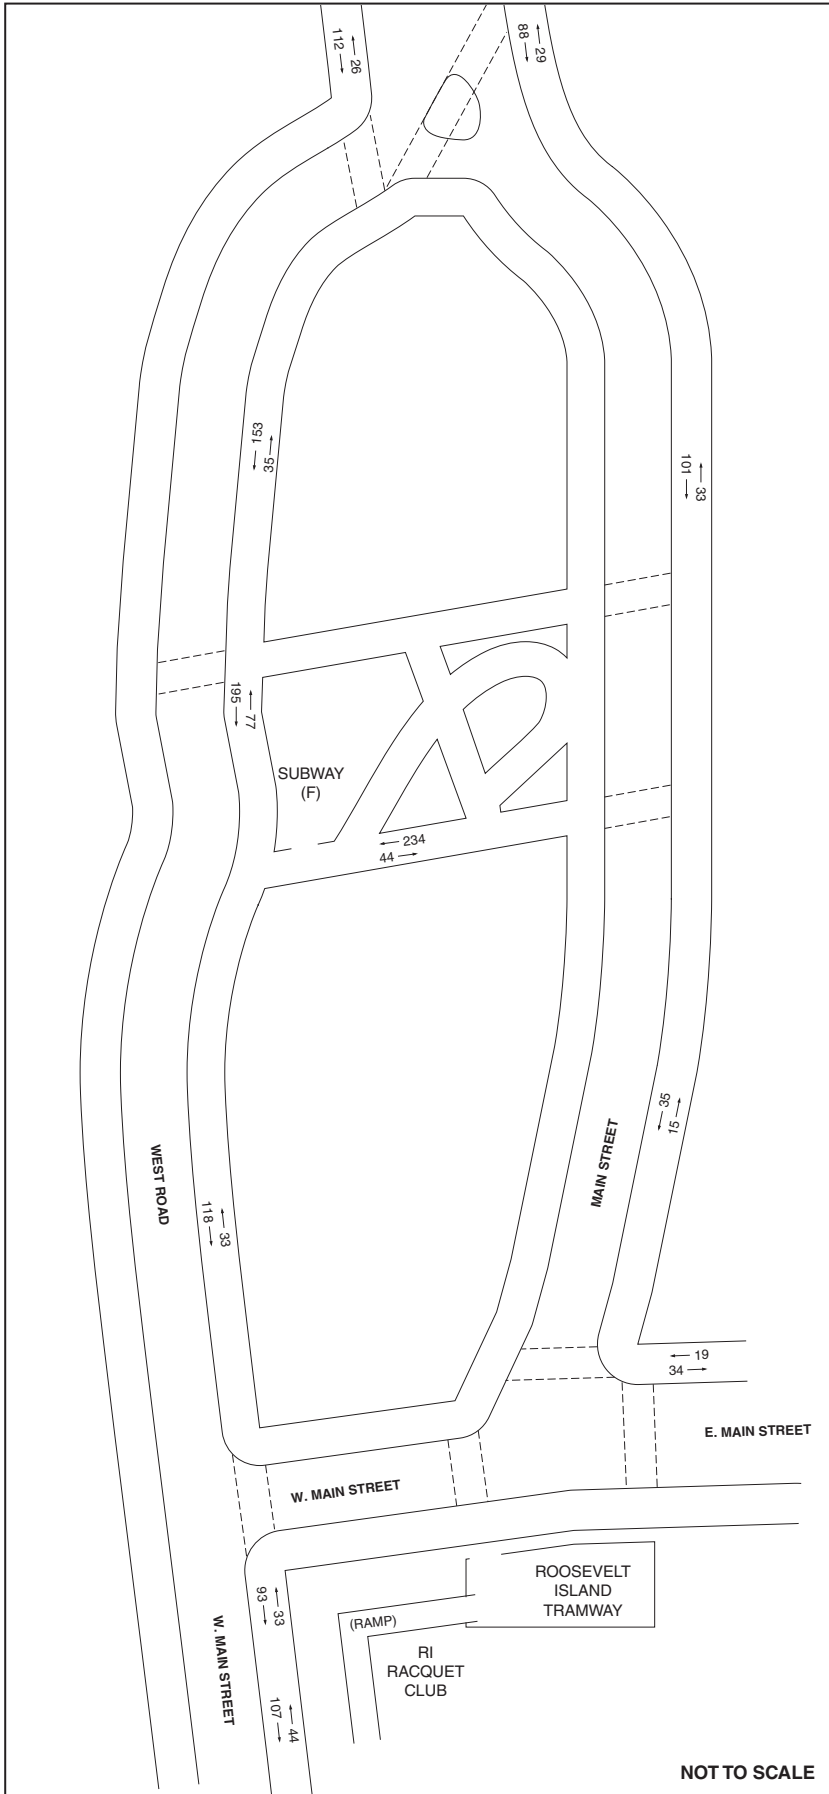 112
26
88
29
153
35
101
33
195
77
SUBWAY
(F)
234
44
35
15
WEST ROAD
MAIN STREET
118
33
19
34
E. MAIN STREET
W. MAIN STREET
ROOSEVELT
ISLAND
TRAMWAY
93
33
(RAMP)
W. MAIN STREET
RI
RACQUET
CLUB
107
44
NOT TO SCALE